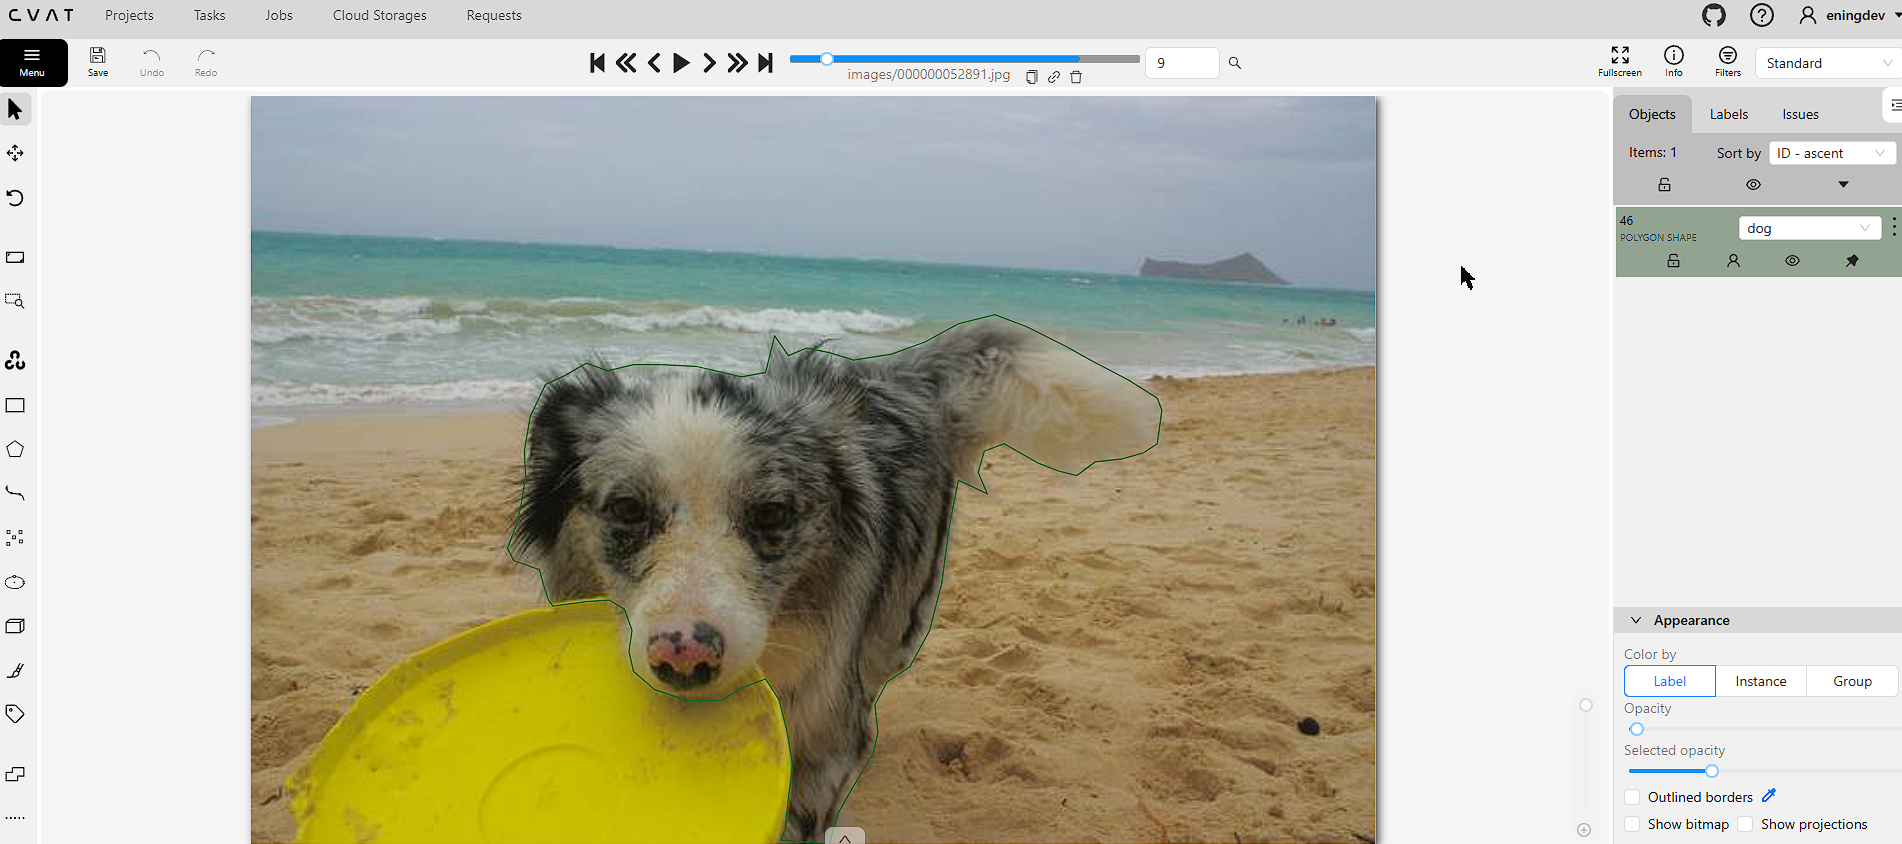 CVAT
Projects
Tasks
Jobs
Cloud Storages
Requests
eningdev
Menu
Save
Undo
Redo
images/000000052891.jpg
9
Fullscreen
Info
Filters
Standard
Objects
Labels
Issues
Items: 1
Sort by
ID - ascent
46
POLYGON SHAPE
dog
Appearance
Color by
Label
Instance
Group
Opacity
Selected opacity
Outlined borders
Show bitmap
Show projections